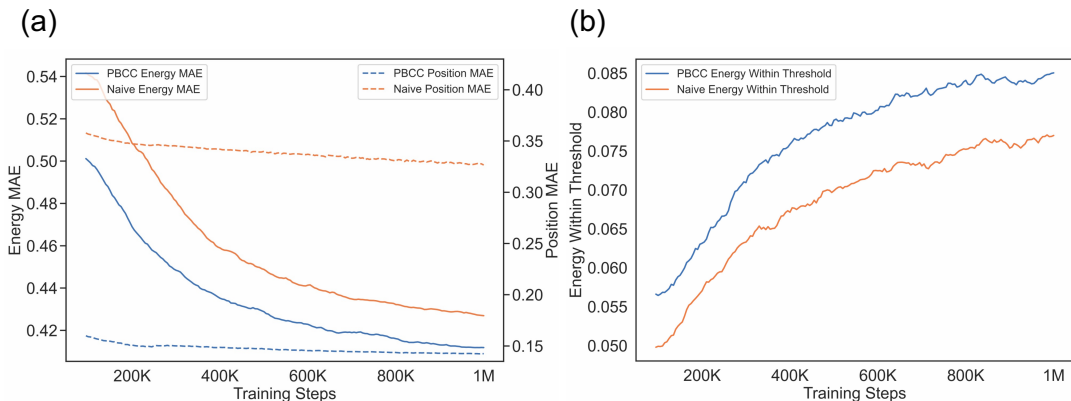 (a)
PBCC Energy MAE
Naive Energy MAE
PBCC Position MAE
Naive Position MAE
0.54
0.52
0.50
0.48
0.46
0.44
0.42
Energy MAE
0.40
0.35
0.30
0.25
0.20
0.15
Position MAE
200K
400K
600K
800K
1M
Training Steps
(b)
PBCC Energy Within Threshold
Naive Energy Within Threshold
0.085
0.080
0.075
0.070
0.065
0.060
0.055
0.050
Energy Within Threshold
200K
400K
600K
800K
1M
Training Steps